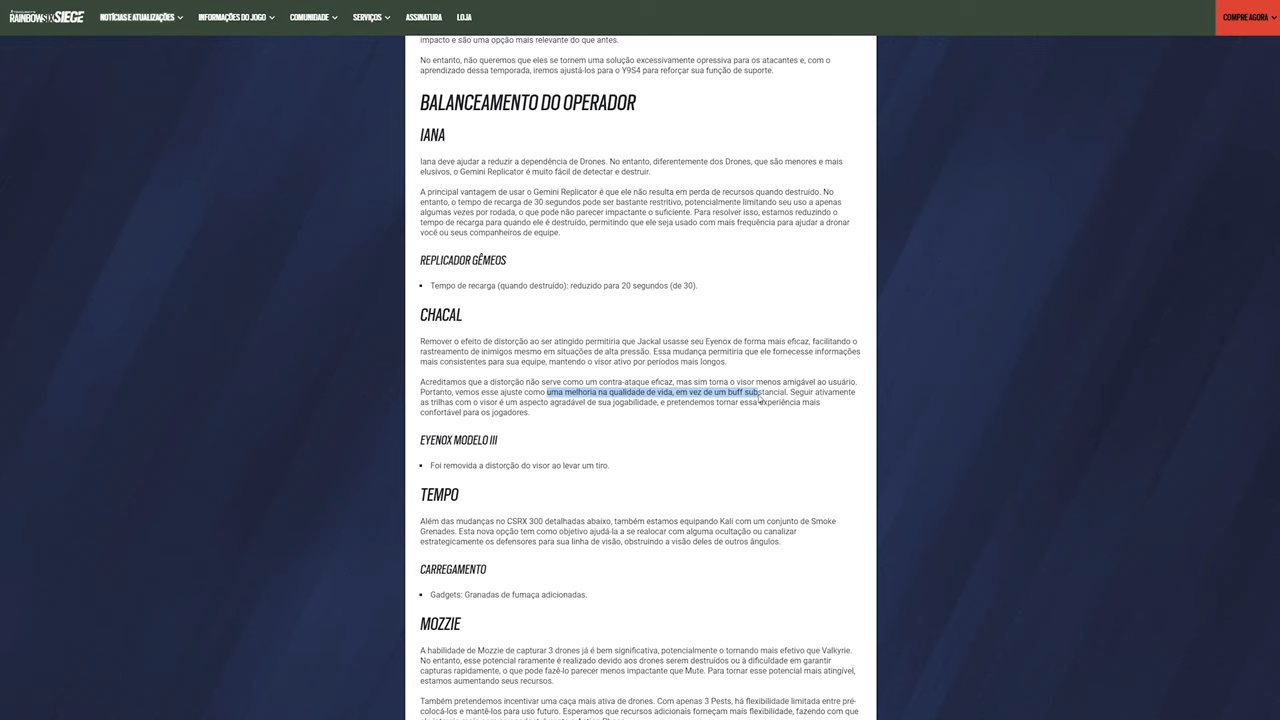 RAINBOWSIXSIEGE
NOTÍCIAS E ATUALIZAÇÕES
INFORMAÇÕES DO JOGO
COMUNIDADE
SERVIÇOS
ASSINATURA
LOJA
COMPRE AGORA
impacto e são uma opção mais relevante do que antes.
No entanto, não queremos que eles se tornem uma solução excessivamente opressiva para os atacantes e, com o
aprendizado dessa temporada, iremos ajustá-los para o Y9S4 para reforçar sua função de suporte.
BALANCEAMENTO DO OPERADOR
IANA
Iana deve ajudar a reduzir a dependência de Drones. No entanto, diferentemente dos Drones, que são menores e mais
elusivos, o Gemini Replicator é muito fácil de detectar e destruir.
A principal vantagem de usar o Gemini Replicator é que ele não resulta em perda de recursos quando destruído. No
entanto, o tempo de recarga de 30 segundos pode ser bastante restritivo, potencialmente limitando seu uso a apenas
algumas vezes por rodada, o que pode não parecer impactante o suficiente. Para resolver isso, estamos reduzindo o
tempo de recarga para quando ele é destruído, permitindo que ele seja usado com mais frequência para ajudar a dronar
você ou seus companheiros de equipe.
REPLICADOR GÊMEOS
Tempo de recarga (quando destruído): reduzido para 20 segundos (de 30).
CHACAL
Remover o efeito de distorção ao ser atingido permitiria que Jackal usasse seu Eyenox de forma mais eficaz, facilitando o
rastreamento de inimigos mesmo em situações de alta pressão. Essa mudança permitiria que ele fornecesse informações
mais consistentes para sua equipe, mantendo o visor ativo por períodos mais longos.
Acreditamos que a distorção não serve como um contra-ataque eficaz, mas sim torna o visor menos amigável ao usuário.
Portanto, vemos esse ajuste como uma melhoria na qualidade de vida, em vez de um buff substancial. Seguir ativamente
as trilhas com o visor é um aspecto agradável de sua jogabilidade, e pretendemos tornar essa experiência mais
confortável para os jogadores.
EYENOX MODELO III
Foi removida a distorção do visor ao levar um tiro.
TEMPO
Além das mudanças no CSRX 300 detalhadas abaixo, também estamos equipando Kali com um conjunto de Smoke
Grenades. Esta nova opção tem como objetivo ajudá-la a se realocar com alguma ocultação ou canalizar
estrategicamente os defensores para sua linha de visão, obstruindo a visão deles de outros ângulos.
CARREGAMENTO
Gadgets: Granadas de fumaça adicionadas.
MOZZIE
A habilidade de Mozzie de capturar 3 drones já é bem significativa, potencialmente o tornando mais efetivo que Valkyrie.
No entanto, esse potencial raramente é realizado devido aos drones serem destruídos ou à dificuldade em garantir
capturas rapidamente, o que pode fazê-lo parecer menos impactante que Mute. Para tornar esse potencial mais atingível,
estamos aumentando seus recursos.
Também pretendemos incentivar uma caça mais ativa de drones. Com apenas 3 Pests, há flexibilidade limitada entre pré-
colocá-los e mantê-los para uso futuro. Esperamos que recursos adicionais forneçam mais flexibilidade, fazendo com que